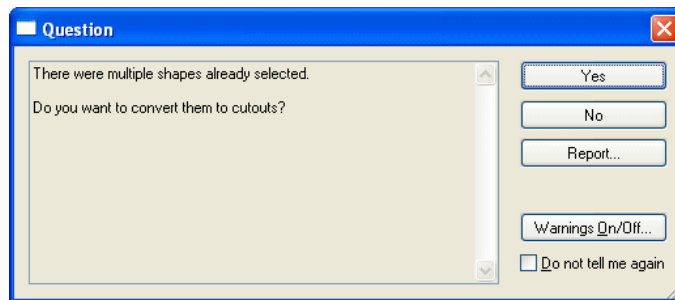 Question
There were multiple shapes already selected.
Do you want to convert them to cutouts?
Yes
No
Report...
Warnings On/Off...
Do not tell me again